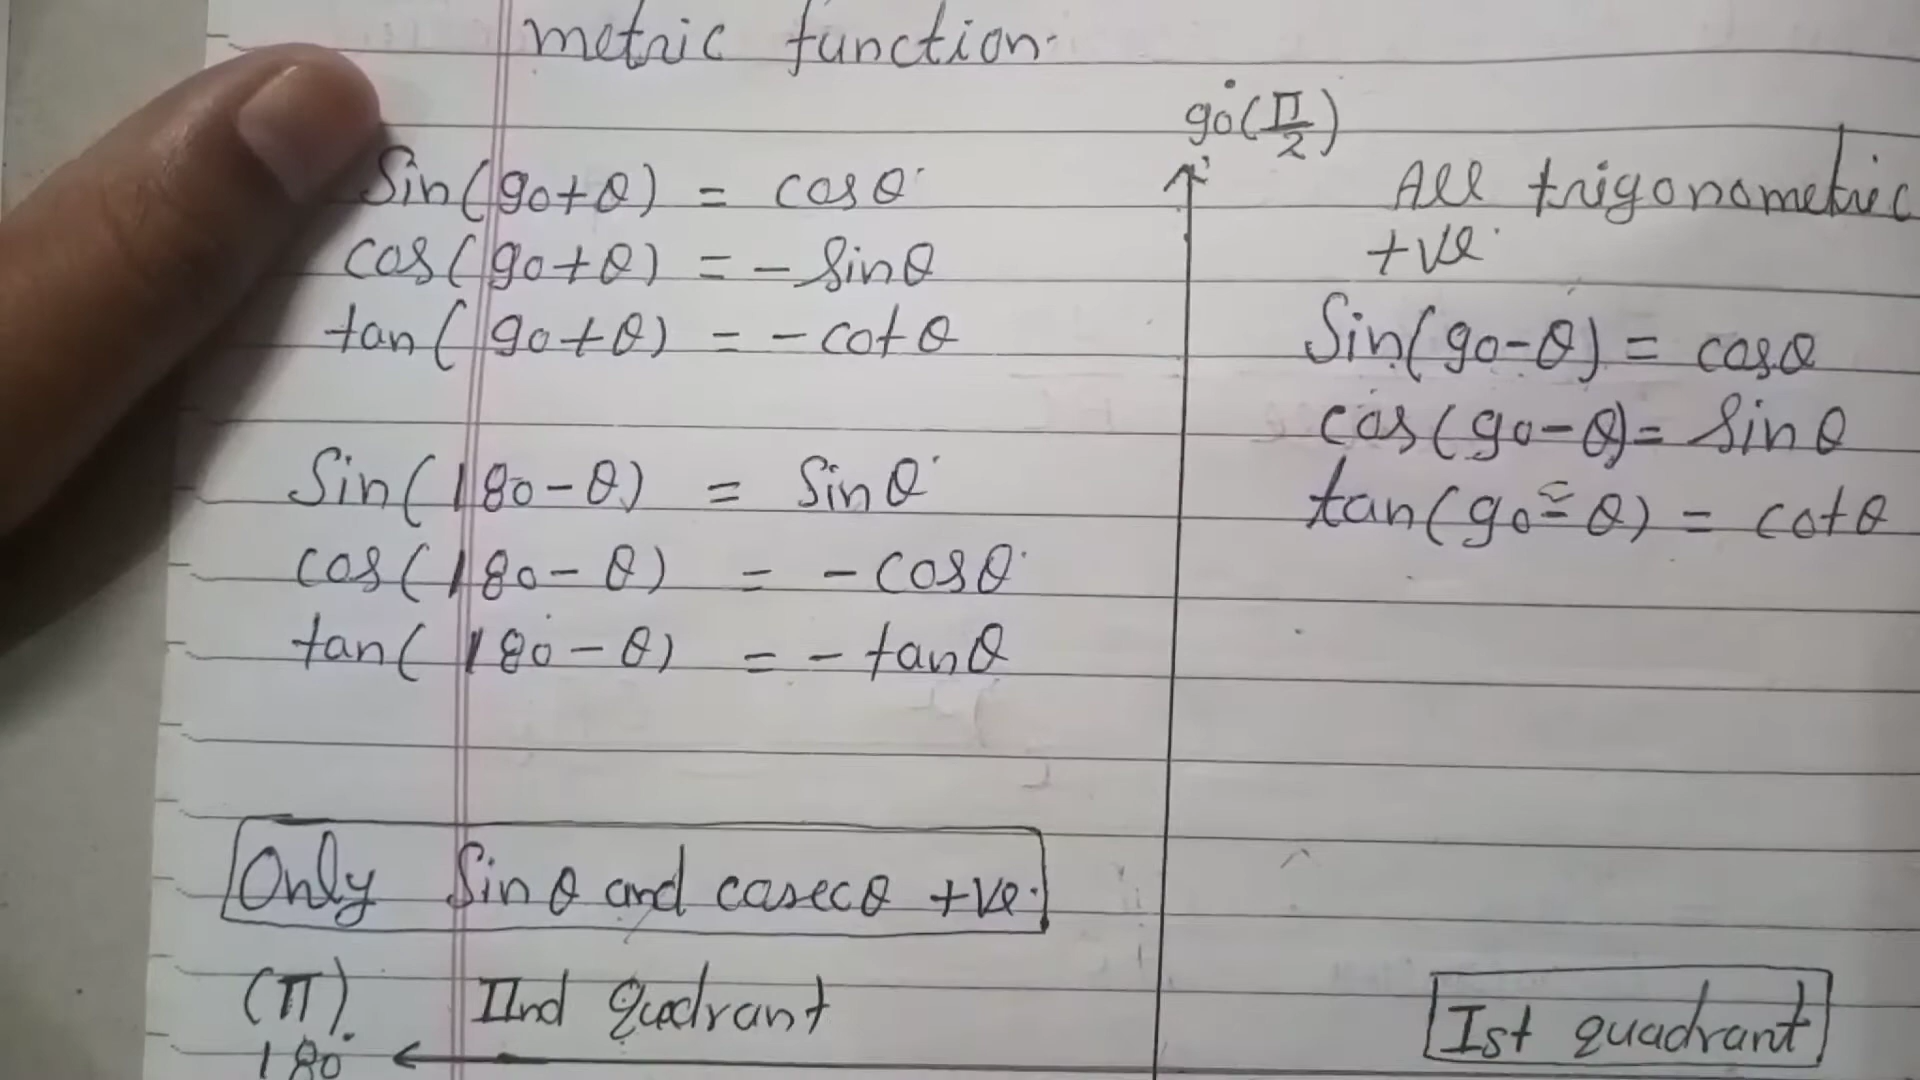 metric function.
90°(π/2)
Sin(90+θ) = cosθ
cos(90+θ) = -Sinθ
tan(90+θ) = -cotθ
Sin(180-θ) = Sinθ
cos(180-θ) = -cosθ
tan(180-θ) = -tanθ
Only Sinθ and cosecθ +ve.
(π) IInd Quadrant
180
All trigonometric
+ve
Sin(90-θ) = cosθ
cos(90-θ) = Sinθ
tan(90-θ) = cotθ
Ist quadrant